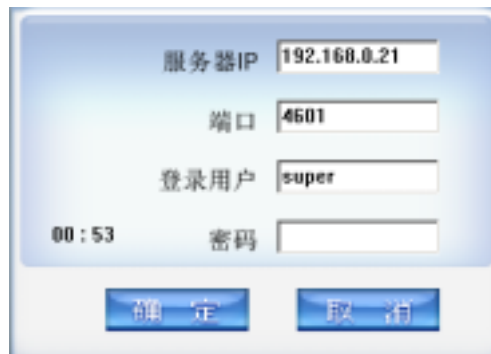 服务器IP 192.168.0.21
端口 4601
登录用户 super
00:53 密码
确 定 取 消